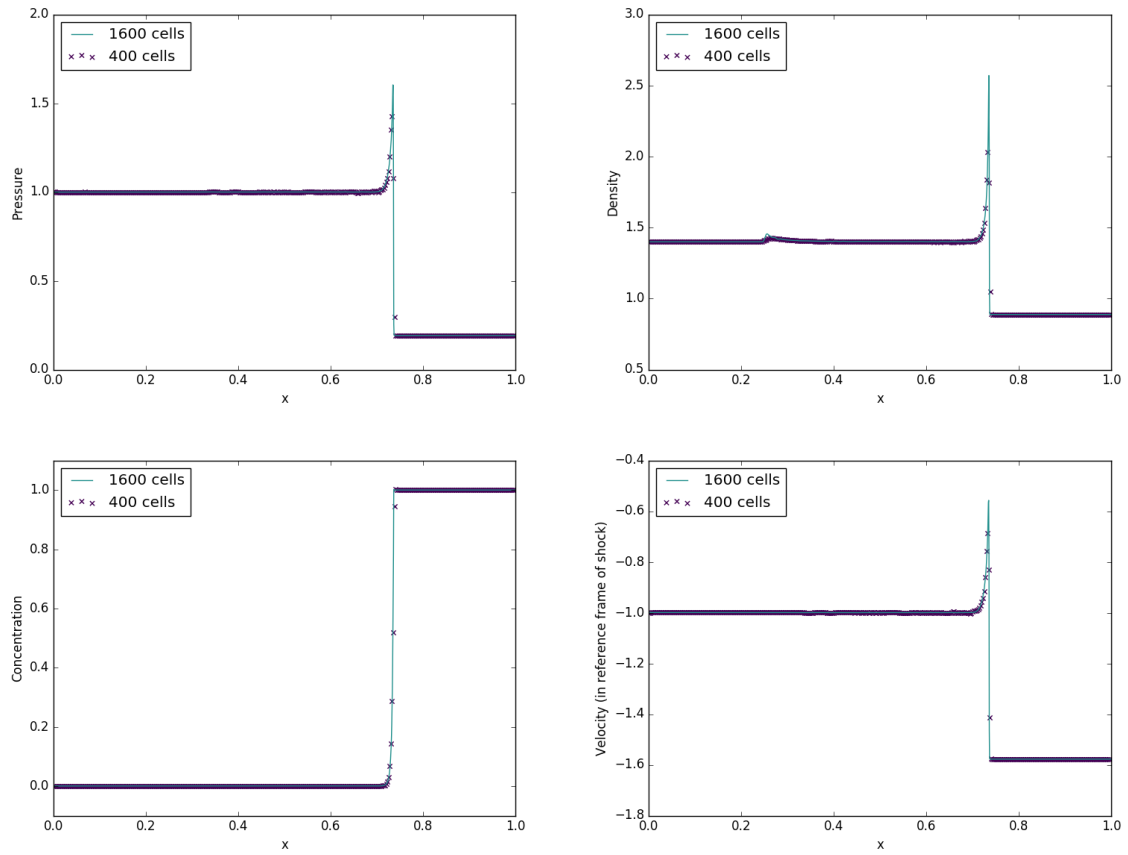 2.0
1.5
1.0
0.5
0.0
Pressure
1600 cells
400 cells
0.0 0.2 0.4 0.6 0.8 1.0
x
3.0
2.5
2.0
1.5
1.0
0.5
Density
1600 cells
400 cells
0.0 0.2 0.4 0.6 0.8 1.0
x
1.0
0.8
0.6
0.4
0.2
0.0
Concentration
1600 cells
400 cells
0.0 0.2 0.4 0.6 0.8 1.0
x
−0.4
−0.6
−0.8
−1.0
−1.2
−1.4
−1.6
−1.8
Velocity (in reference frame of shock)
1600 cells
400 cells
0.0 0.2 0.4 0.6 0.8 1.0
x